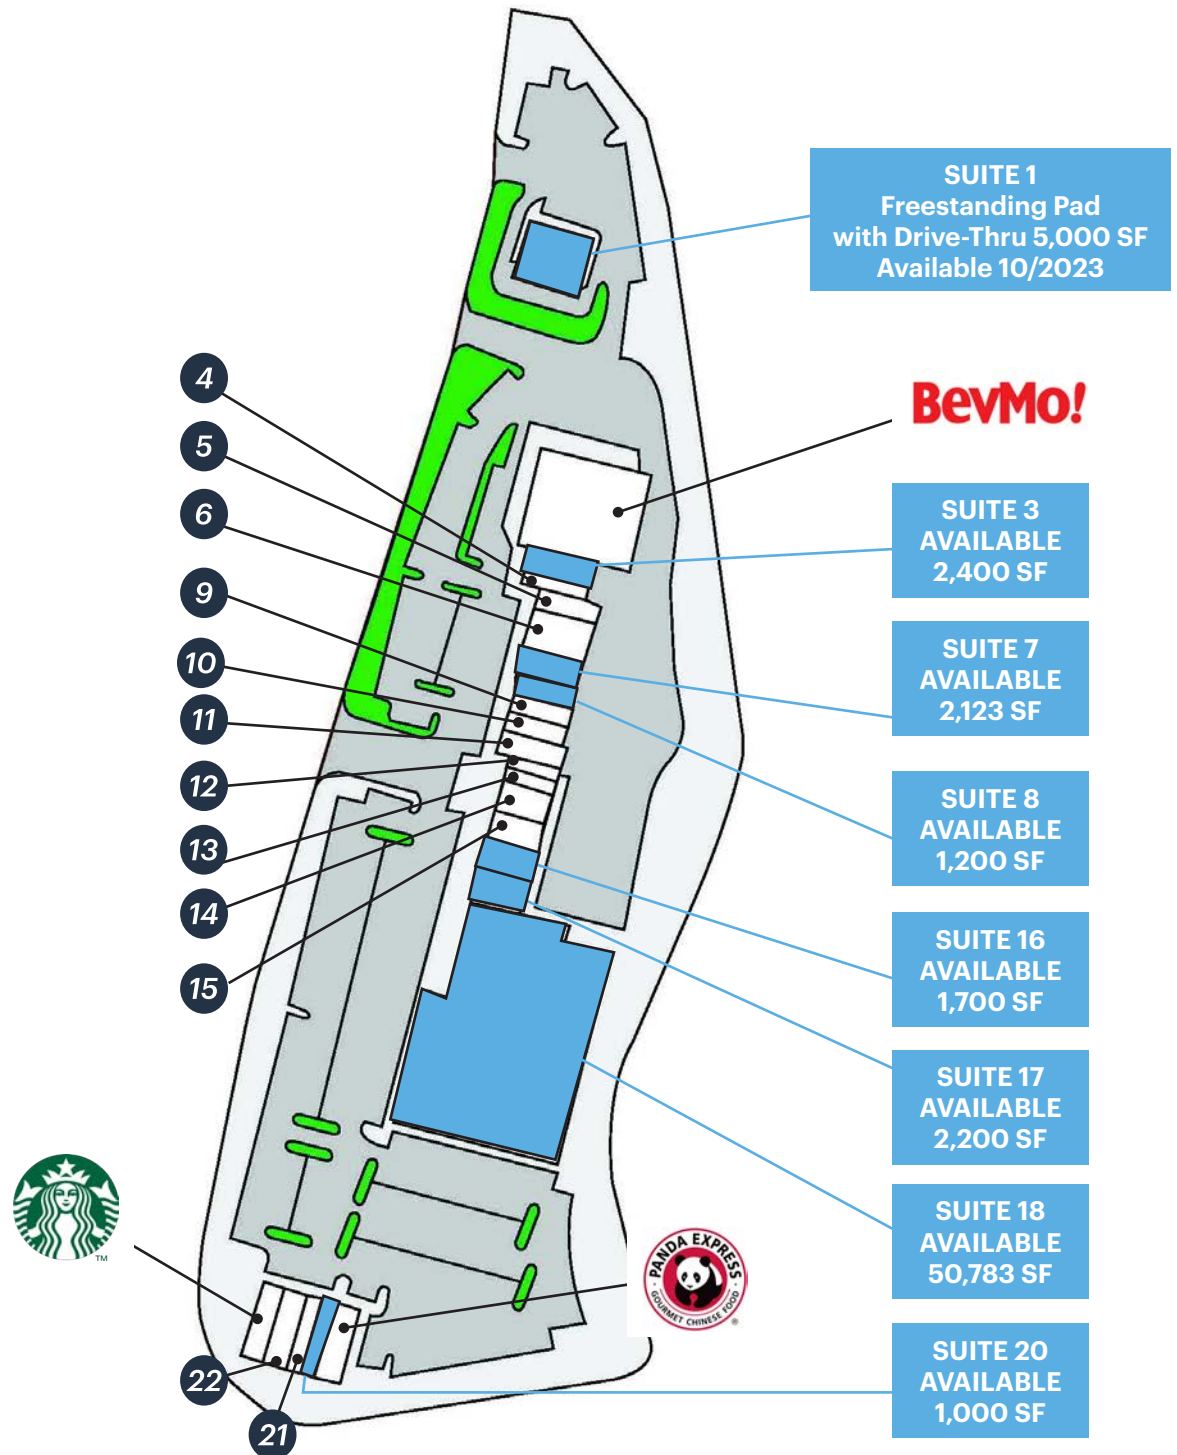 SUITE 1
Freestanding Pad
with Drive-Thru 5,000 SF
Available 10/2023
BevMo!
4
5
6
9
10
11
12
13
14
15
SUITE 3
AVAILABLE
2,400 SF
SUITE 7
AVAILABLE
2,123 SF
SUITE 8
AVAILABLE
1,200 SF
SUITE 16
AVAILABLE
1,700 SF
SUITE 17
AVAILABLE
2,200 SF
SUITE 18
AVAILABLE
50,783 SF
SUITE 20
AVAILABLE
1,000 SF
TM
PANDA EXPRESS
GOURMET CHINESE FOOD
®
22
21